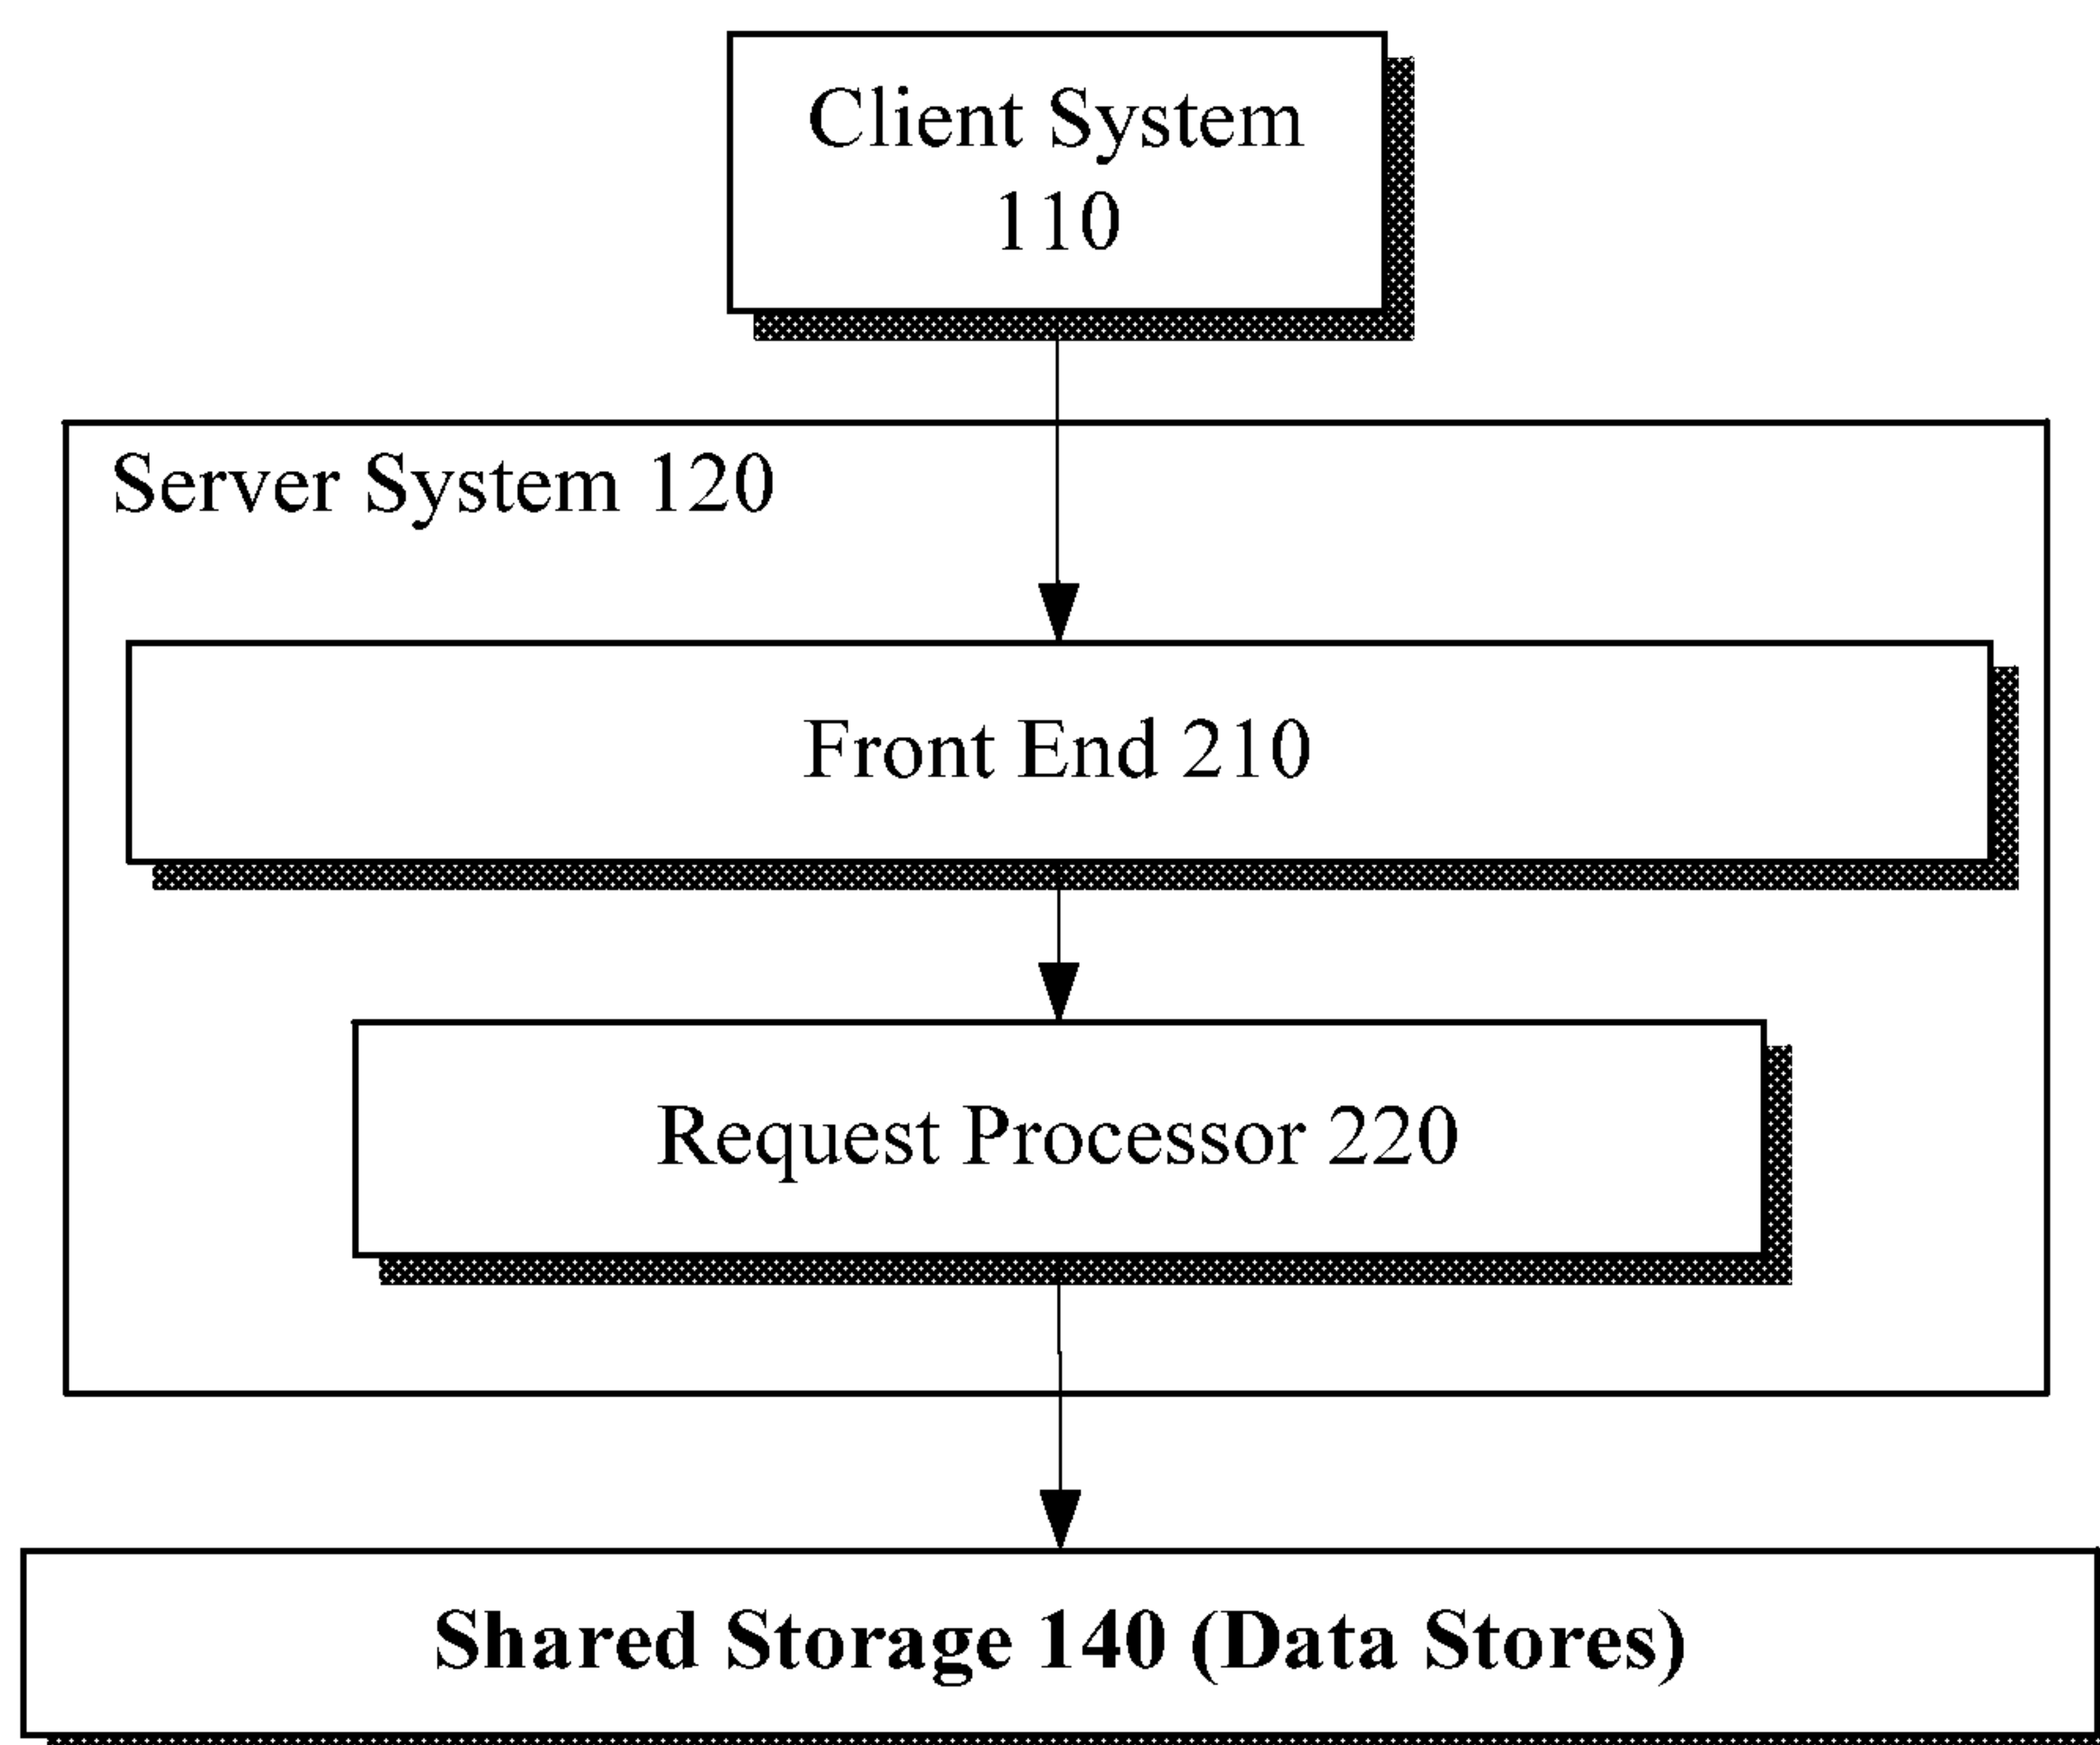 Client System
110
Server System 120
Front End 210
Request Processor 220
Shared Storage 140 (Data Stores)